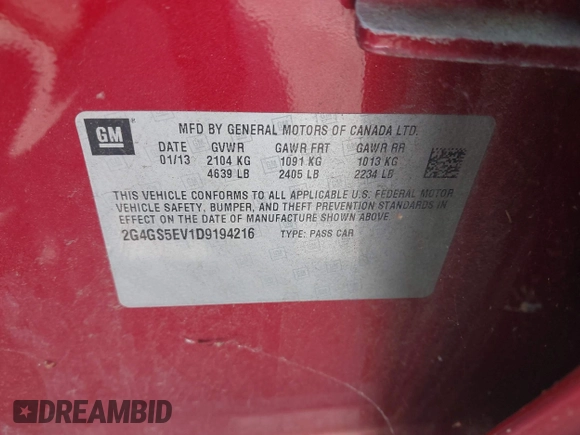 GM
MFD BY GENERAL MOTORS OF CANADA LTD.
DATE GVWR GAWR FRT GAWR RR
01/13 2104 KG 1091 KG 1013 KG
4639 LB 2405 LB 2234 LB
THIS VEHICLE CONFORMS TO ALL APPLICABLE U.S. FEDERAL MOTOR
VEHICLE SAFETY, BUMPER, AND THEFT PREVENTION STANDARDS IN
EFFECT ON THE DATE OF MANUFACTURE SHOWN ABOVE.
2G4GS5EV1D9194216 TYPE: PASS CAR
DREAMBID